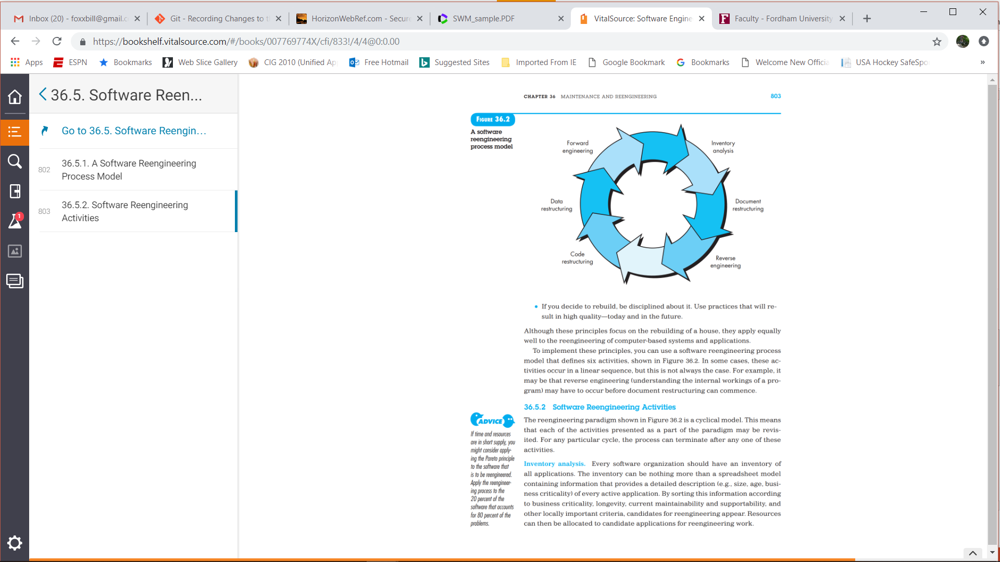 Inbox (20) - foxxbill@gmail.c
Git - Recording Changes to t
HorizonWebRef.com - Secure
SWM_sample.PDF
VitalSource: Software Engine
Faculty - Fordham University
https://bookshelf.vitalsource.com/#/books/007769774X/cfi/833!/4/4@0:0.00
Apps
ESPN
Bookmarks
Web Slice Gallery
CIG 2010 (Unified Ap
Free Hotmail
Suggested Sites
Imported From IE
Google Bookmark
Bookmarks
Welcome New Officia
USA Hockey SafeSpo
»
36.5. Software Reen...
Go to 36.5. Software Reengin...
802
36.5.1. A Software Reengineering
Process Model
803
36.5.2. Software Reengineering
Activities
1
CHAPTER 36 MAINTENANCE AND REENGINEERING 803
FIGURE 36.2
A software
reengineering
process model
Forward
engineering
Inventory
analysis
Data
restructuring
Document
restructuring
Code
restructuring
Reverse
engineering
• If you decide to rebuild, be disciplined about it. Use practices that will re-
sult in high quality—today and in the future.
Although these principles focus on the rebuilding of a house, they apply equally
well to the reengineering of computer-based systems and applications.
To implement these principles, you can use a software reengineering process
model that defines six activities, shown in Figure 36.2. In some cases, these ac-
tivities occur in a linear sequence, but this is not always the case. For example, it
may be that reverse engineering (understanding the internal workings of a pro-
gram) may have to occur before document restructuring can commence.
36.5.2 Software Reengineering Activities
ADVICE
If time and resources
are in short supply, you
might consider apply-
ing the Pareto principle
to the software that
is to be reengineered.
Apply the reengineer-
ing process to the
20 percent of the
software that accounts
for 80 percent of the
problems.
The reengineering paradigm shown in Figure 36.2 is a cyclical model. This means
that each of the activities presented as a part of the paradigm may be revis-
ited. For any particular cycle, the process can terminate after any one of these
activities.
Inventory analysis. Every software organization should have an inventory of
all applications. The inventory can be nothing more than a spreadsheet model
containing information that provides a detailed description (e.g., size, age, busi-
ness criticality) of every active application. By sorting this information according
to business criticality, longevity, current maintainability and supportability, and
other locally important criteria, candidates for reengineering appear. Resources
can then be allocated to candidate applications for reengineering work.